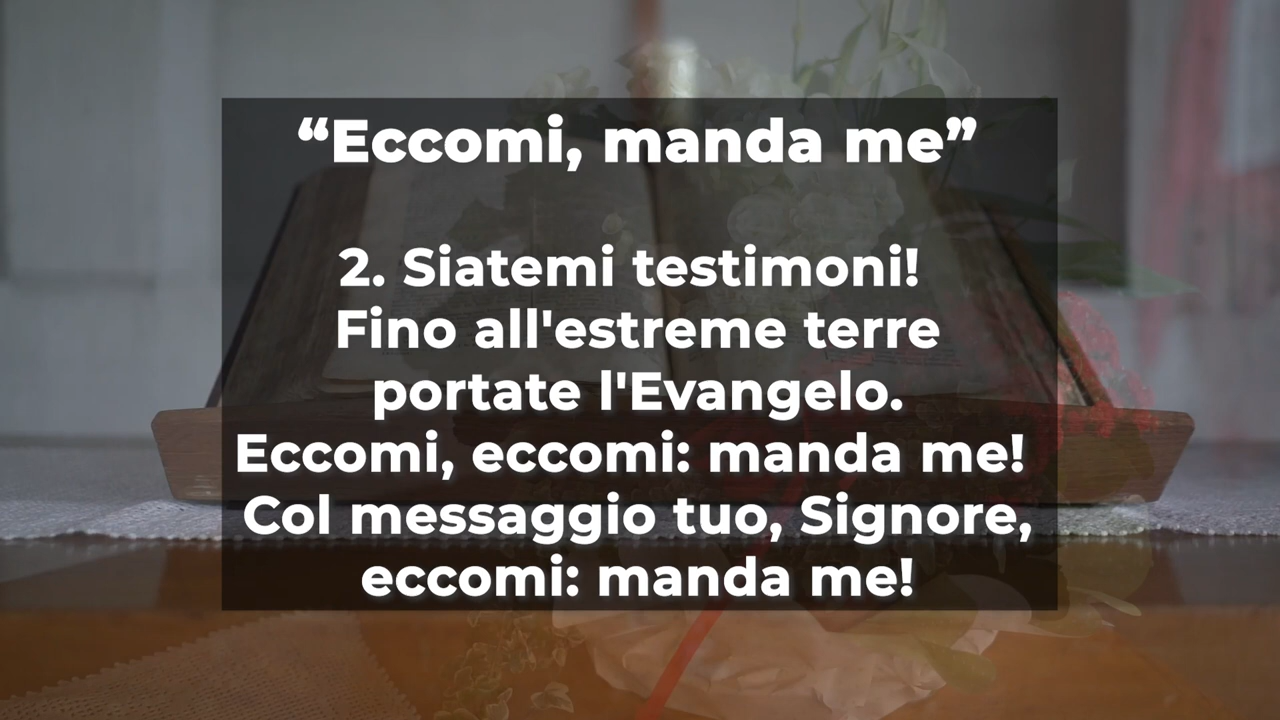 “Eccomi, manda me”
2. Siatemi testimoni!
Fino all'estreme terre
portate l'Evangelo.
Eccomi, eccomi: manda me!
Col messaggio tuo, Signore,
eccomi: manda me!